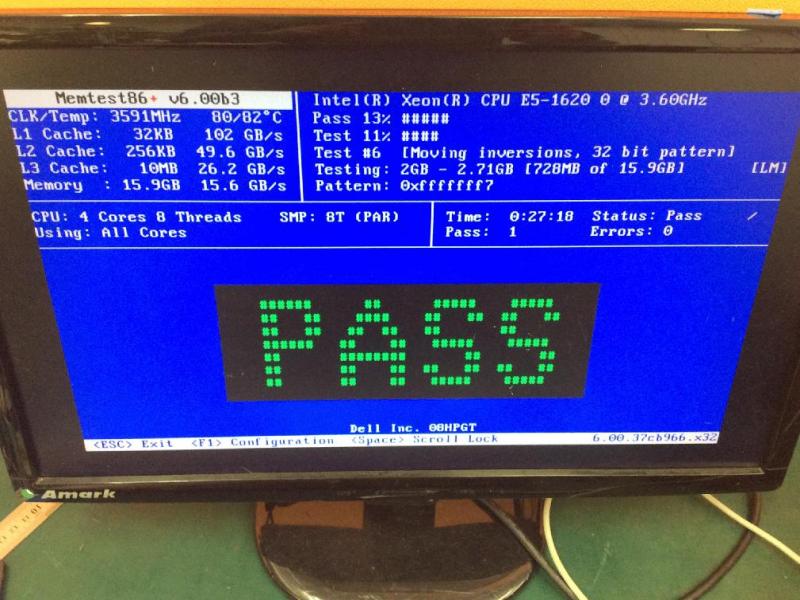 Memtest86+ v6.00b3
CLK/Temp: 3591MHz 80/82°C
L1 Cache: 32KB 102 GB/s
L2 Cache: 256KB 49.6 GB/s
L3 Cache: 10MB 26.2 GB/s
Memory : 15.9GB 15.6 GB/s
Intel(R) Xeon(R) CPU E5-1620 0 @ 3.60GHz
Pass 13% #####
Test 11% ####
Test #6 [Moving inversions, 32 bit pattern]
Testing: 2GB - 2.71GB [728MB of 15.9GB] [LM]
Pattern: 0xfffffff7
CPU: 4 Cores 8 Threads SMP: 8T (PAR)
Using: All Cores
Time: 0:27:18 Status: Pass /
Pass: 1 Errors: 0
PASS
Dell Inc. 08HPGT
<ESC> Exit <F1> Configuration <Space> Scroll Lock 6.00.37cb966.x32
Amark